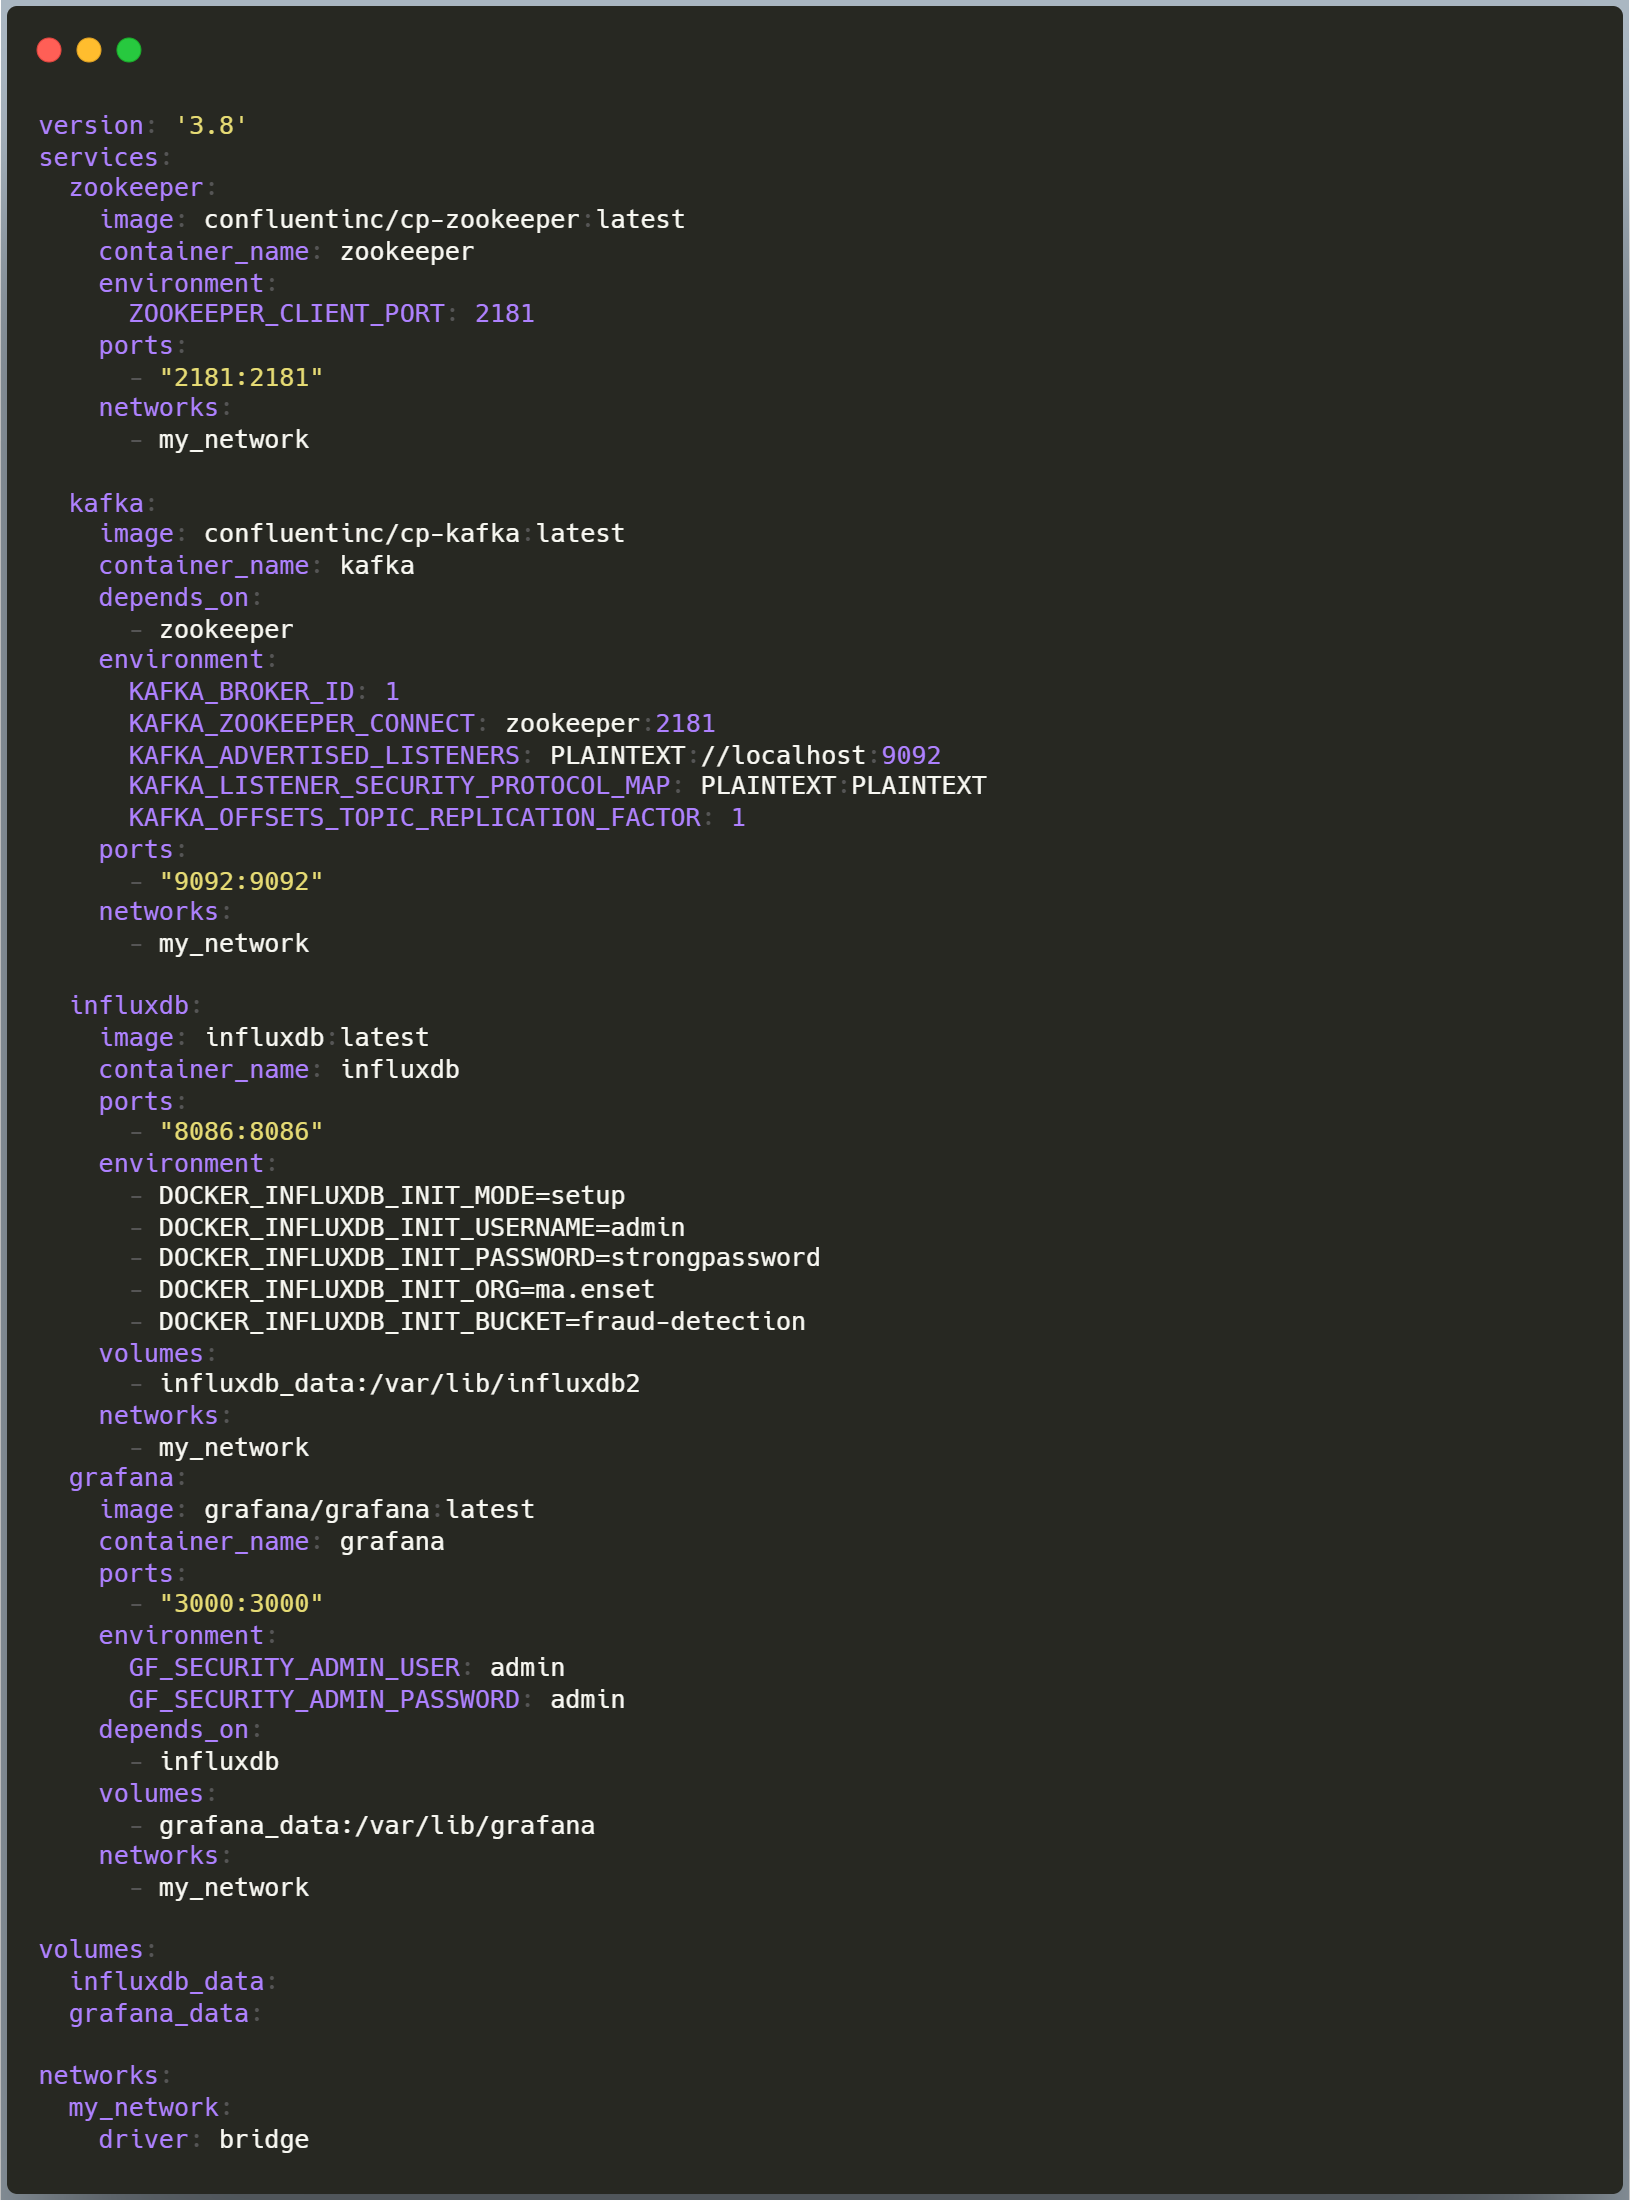 version: '3.8'
services:
  zookeeper:
    image: confluentinc/cp-zookeeper:latest
    container_name: zookeeper
    environment:
      ZOOKEEPER_CLIENT_PORT: 2181
    ports:
      - "2181:2181"
    networks:
      - my_network

  kafka:
    image: confluentinc/cp-kafka:latest
    container_name: kafka
    depends_on:
      - zookeeper
    environment:
      KAFKA_BROKER_ID: 1
      KAFKA_ZOOKEEPER_CONNECT: zookeeper:2181
      KAFKA_ADVERTISED_LISTENERS: PLAINTEXT://localhost:9092
      KAFKA_LISTENER_SECURITY_PROTOCOL_MAP: PLAINTEXT:PLAINTEXT
      KAFKA_OFFSETS_TOPIC_REPLICATION_FACTOR: 1
    ports:
      - "9092:9092"
    networks:
      - my_network

  influxdb:
    image: influxdb:latest
    container_name: influxdb
    ports:
      - "8086:8086"
    environment:
      - DOCKER_INFLUXDB_INIT_MODE=setup
      - DOCKER_INFLUXDB_INIT_USERNAME=admin
      - DOCKER_INFLUXDB_INIT_PASSWORD=strongpassword
      - DOCKER_INFLUXDB_INIT_ORG=ma.enset
      - DOCKER_INFLUXDB_INIT_BUCKET=fraud-detection
    volumes:
      - influxdb_data:/var/lib/influxdb2
    networks:
      - my_network
  grafana:
    image: grafana/grafana:latest
    container_name: grafana
    ports:
      - "3000:3000"
    environment:
      GF_SECURITY_ADMIN_USER: admin
      GF_SECURITY_ADMIN_PASSWORD: admin
    depends_on:
      - influxdb
    volumes:
      - grafana_data:/var/lib/grafana
    networks:
      - my_network

volumes:
  influxdb_data:
  grafana_data:

networks:
  my_network:
    driver: bridge